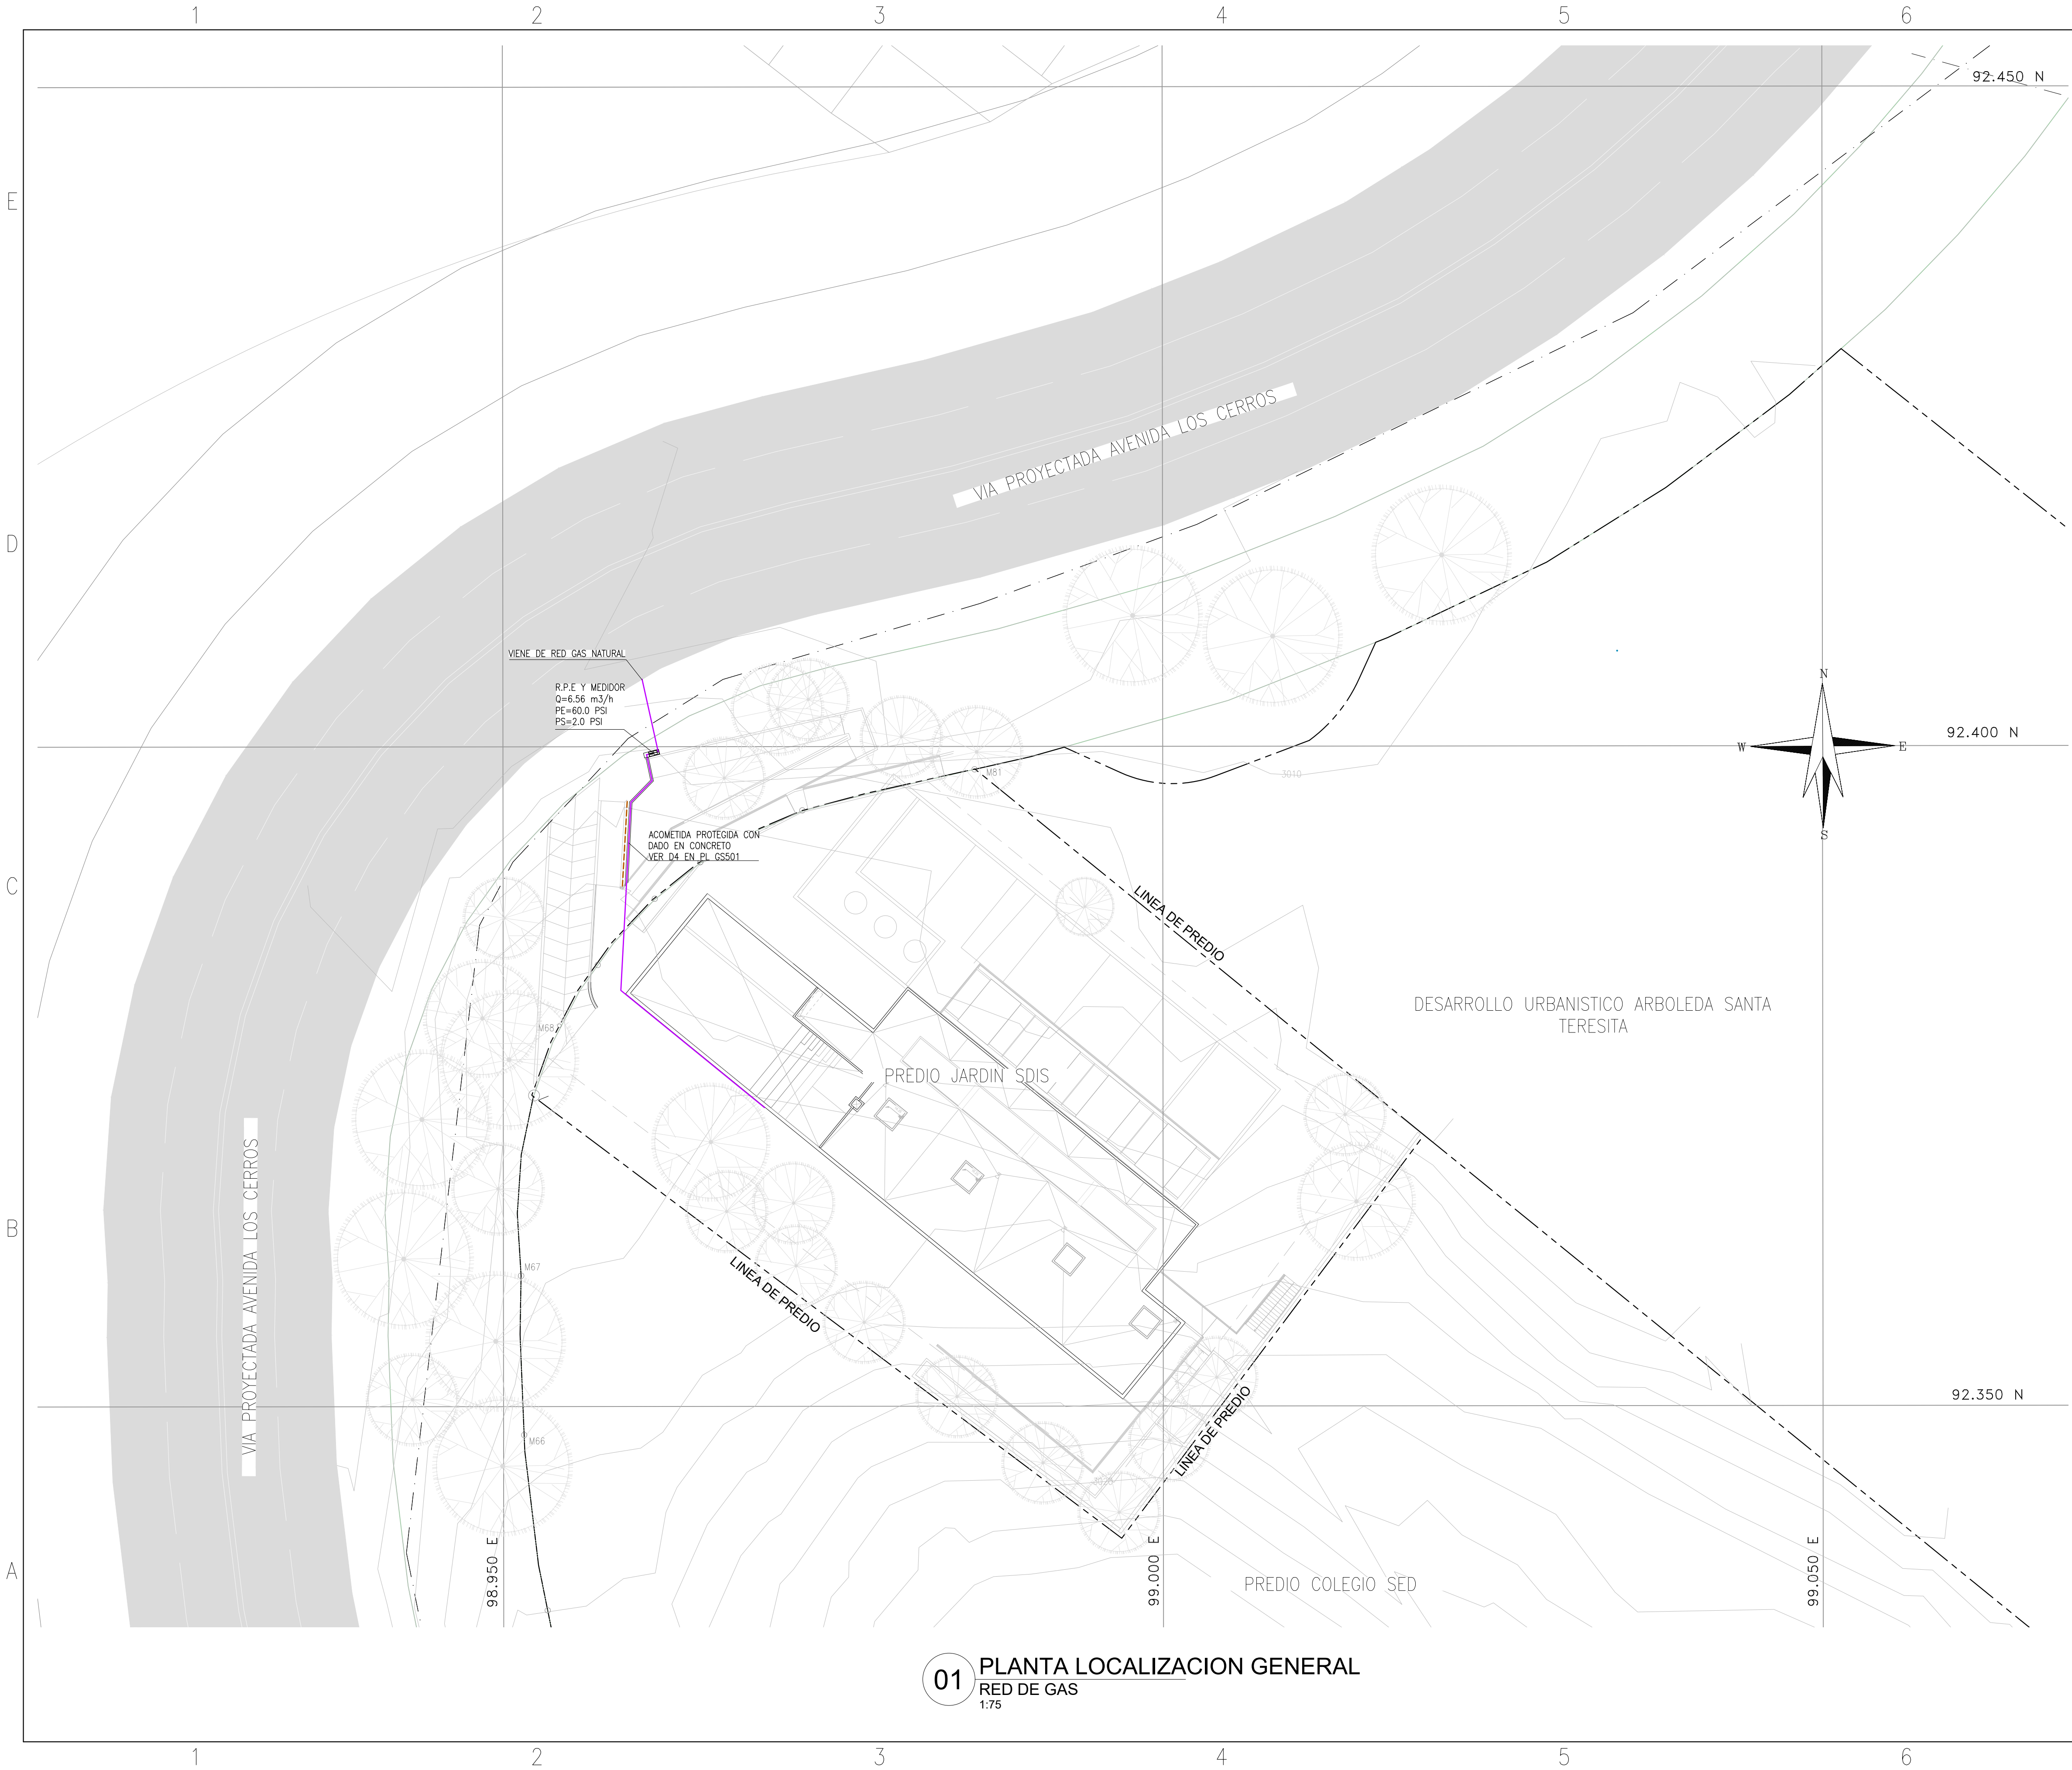 1 2 3 4 5 6
92.450 N
E
VIA PROYECTADA AVENIDA LOS CERROS
D
VIENE DE RED GAS NATURAL
R.P.E Y MEDIDOR
Q=6.56 m3/h
PE=60.0 PSI
PS=2.0 PSI
N
W
E
S
92.400 N
M81
3010
ACOMETIDA PROTEGIDA CON
DADO EN CONCRETO
VER D4 EN PL GS501
C
LINEA DE PREDIO
DESARROLLO URBANISTICO ARBOLEDA SANTA
TERESITA
M68
PREDIO JARDIN SDIS
VIA PROYECTADA AVENIDA LOS CERROS
B
M67
LINEA DE PREDIO
92.350 N
LINEA DE PREDIO
M66
98.950 E
99.000 E
99.050 E
A
PREDIO COLEGIO SED
01
PLANTA LOCALIZACION GENERAL
RED DE GAS
1:75
1 2 3 4 5 6